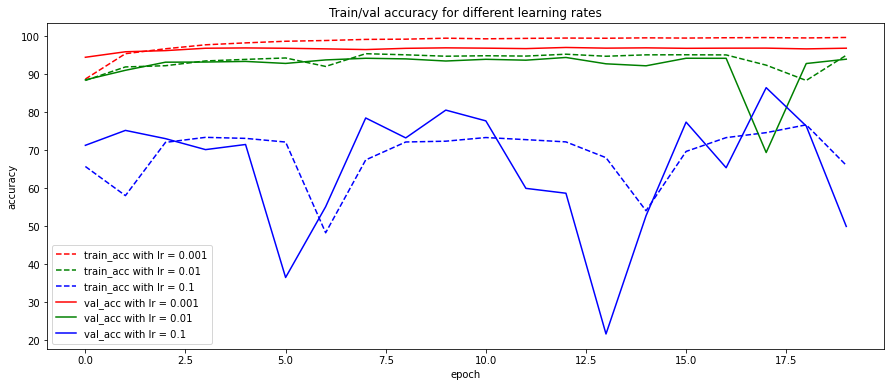 Train/val accuracy for different learning rates
100
90
80
70
60
50
40
30
20
accuracy
train_acc with lr = 0.001
train_acc with lr = 0.01
train_acc with lr = 0.1
val_acc with lr = 0.001
val_acc with lr = 0.01
val_acc with lr = 0.1
0.0 2.5 5.0 7.5 10.0 12.5 15.0 17.5
epoch